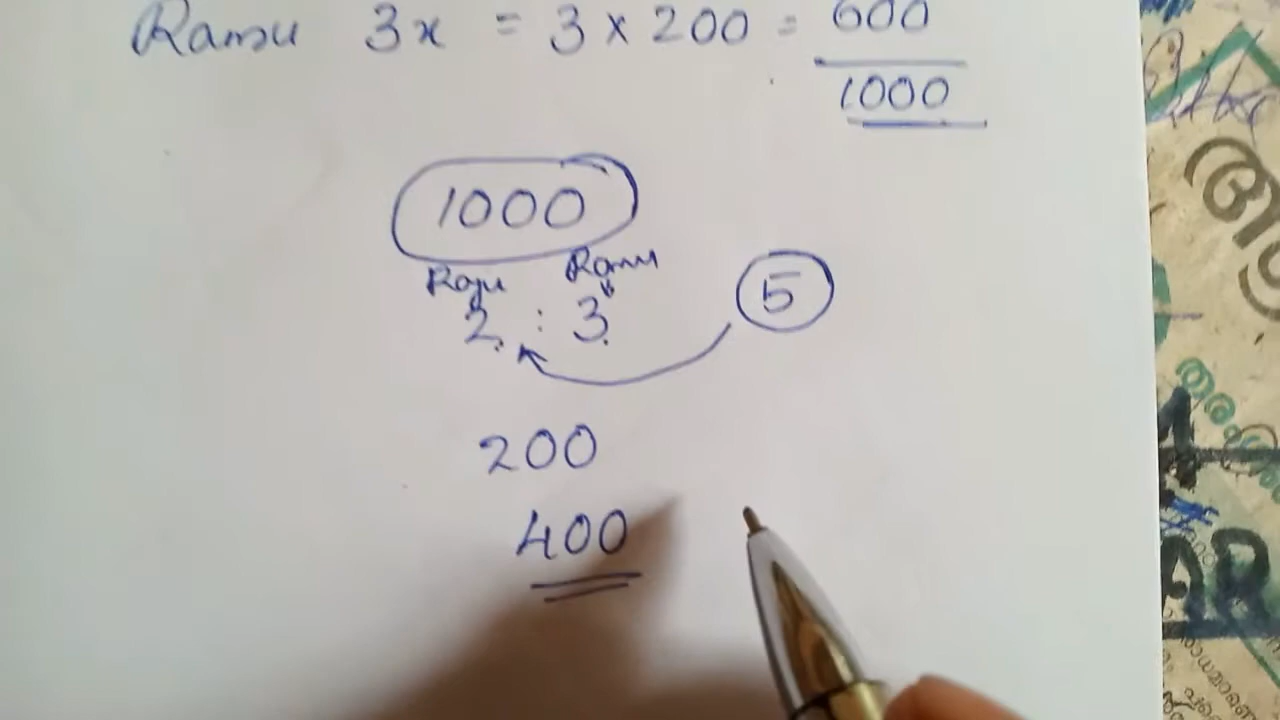 Ramu 3x = 3 × 200 = 600
1000
1000
Raju Ramu
2 : 3
5
200
400